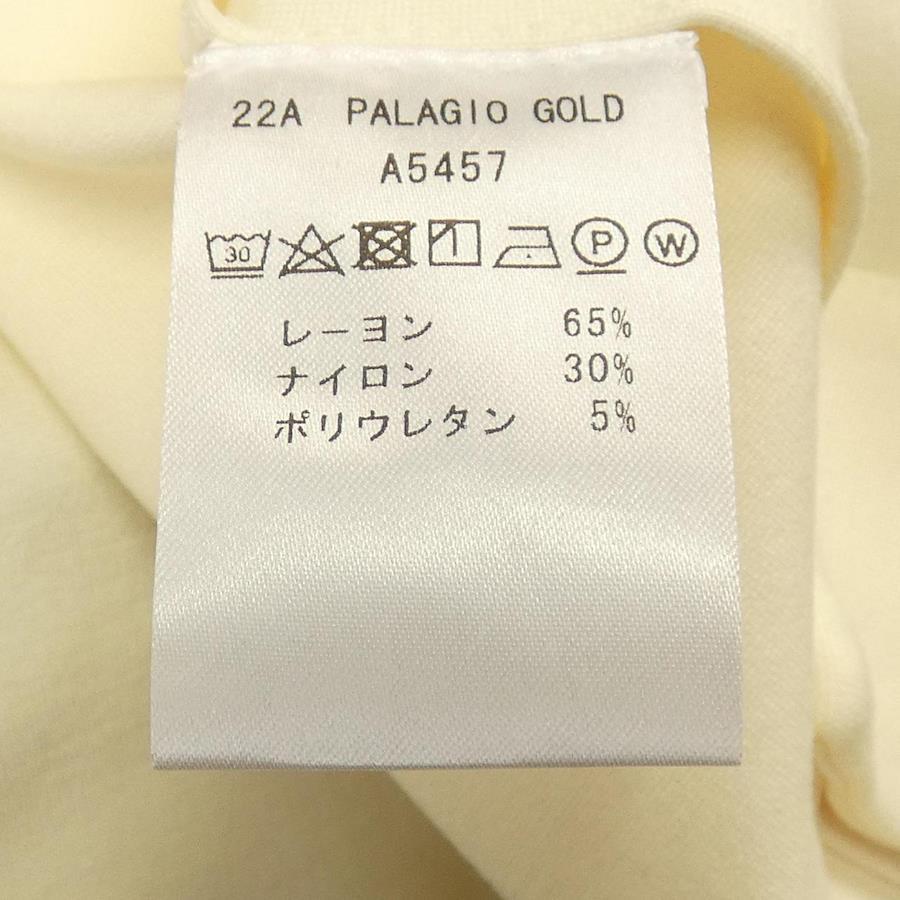 22A PALAGIO GOLD
A5457
30 P W
レーヨン 65%
ナイロン 30%
ポリウレタン 5%